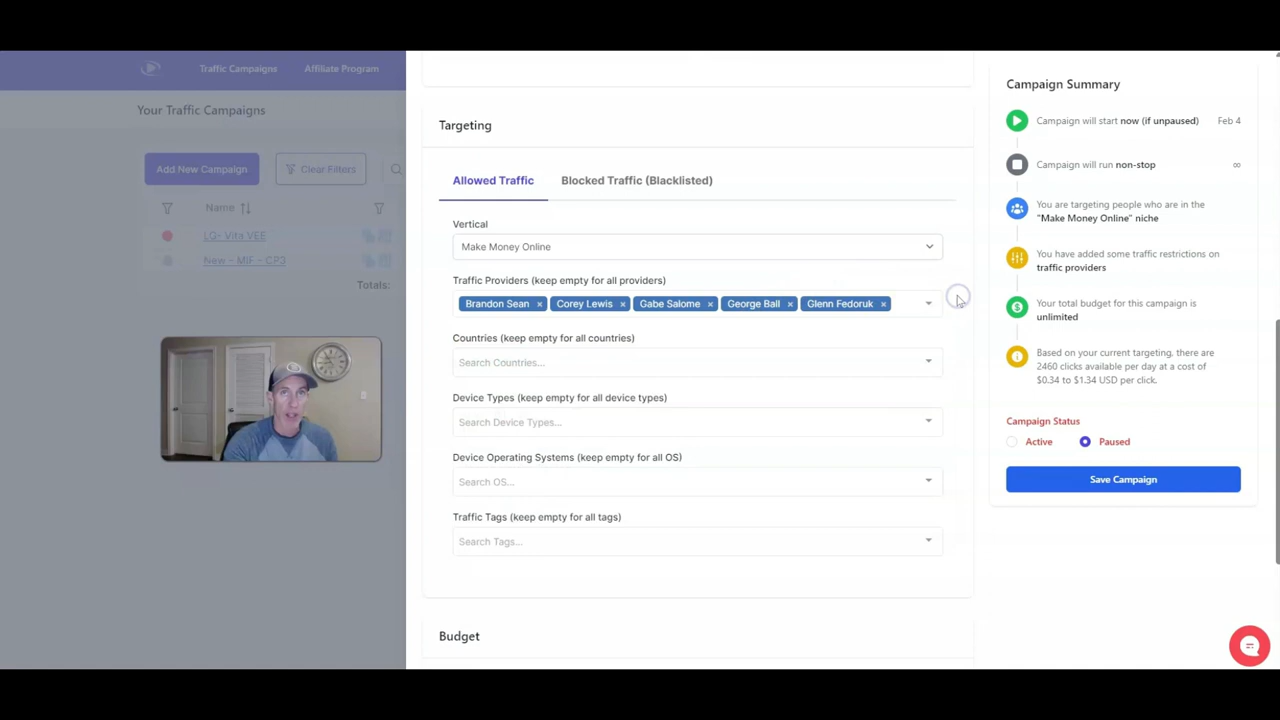 Traffic Campaigns
Affiliate Program
Your Traffic Campaigns
Add New Campaign
Clear Filters
Name
LG- Vita VEE
New - MIF - CP3
Totals:
Targeting
Allowed Traffic
Blocked Traffic (Blacklisted)
Vertical
Make Money Online
Traffic Providers (keep empty for all providers)
Brandon Sean × Corey Lewis × Gabe Salome × George Ball × Glenn Fedoruk ×
Countries (keep empty for all countries)
Search Countries...
Device Types (keep empty for all device types)
Search Device Types...
Device Operating Systems (keep empty for all OS)
Search OS...
Traffic Tags (keep empty for all tags)
Search Tags...
Budget
Campaign Summary
Campaign will start now (if unpaused) Feb 4
Campaign will run non-stop ∞
You are targeting people who are in the
"Make Money Online" niche
You have added some traffic restrictions on
traffic providers
Your total budget for this campaign is
unlimited
Based on your current targeting, there are
2460 clicks available per day at a cost of
$0.34 to $1.34 USD per click.
Campaign Status
Active Paused
Save Campaign